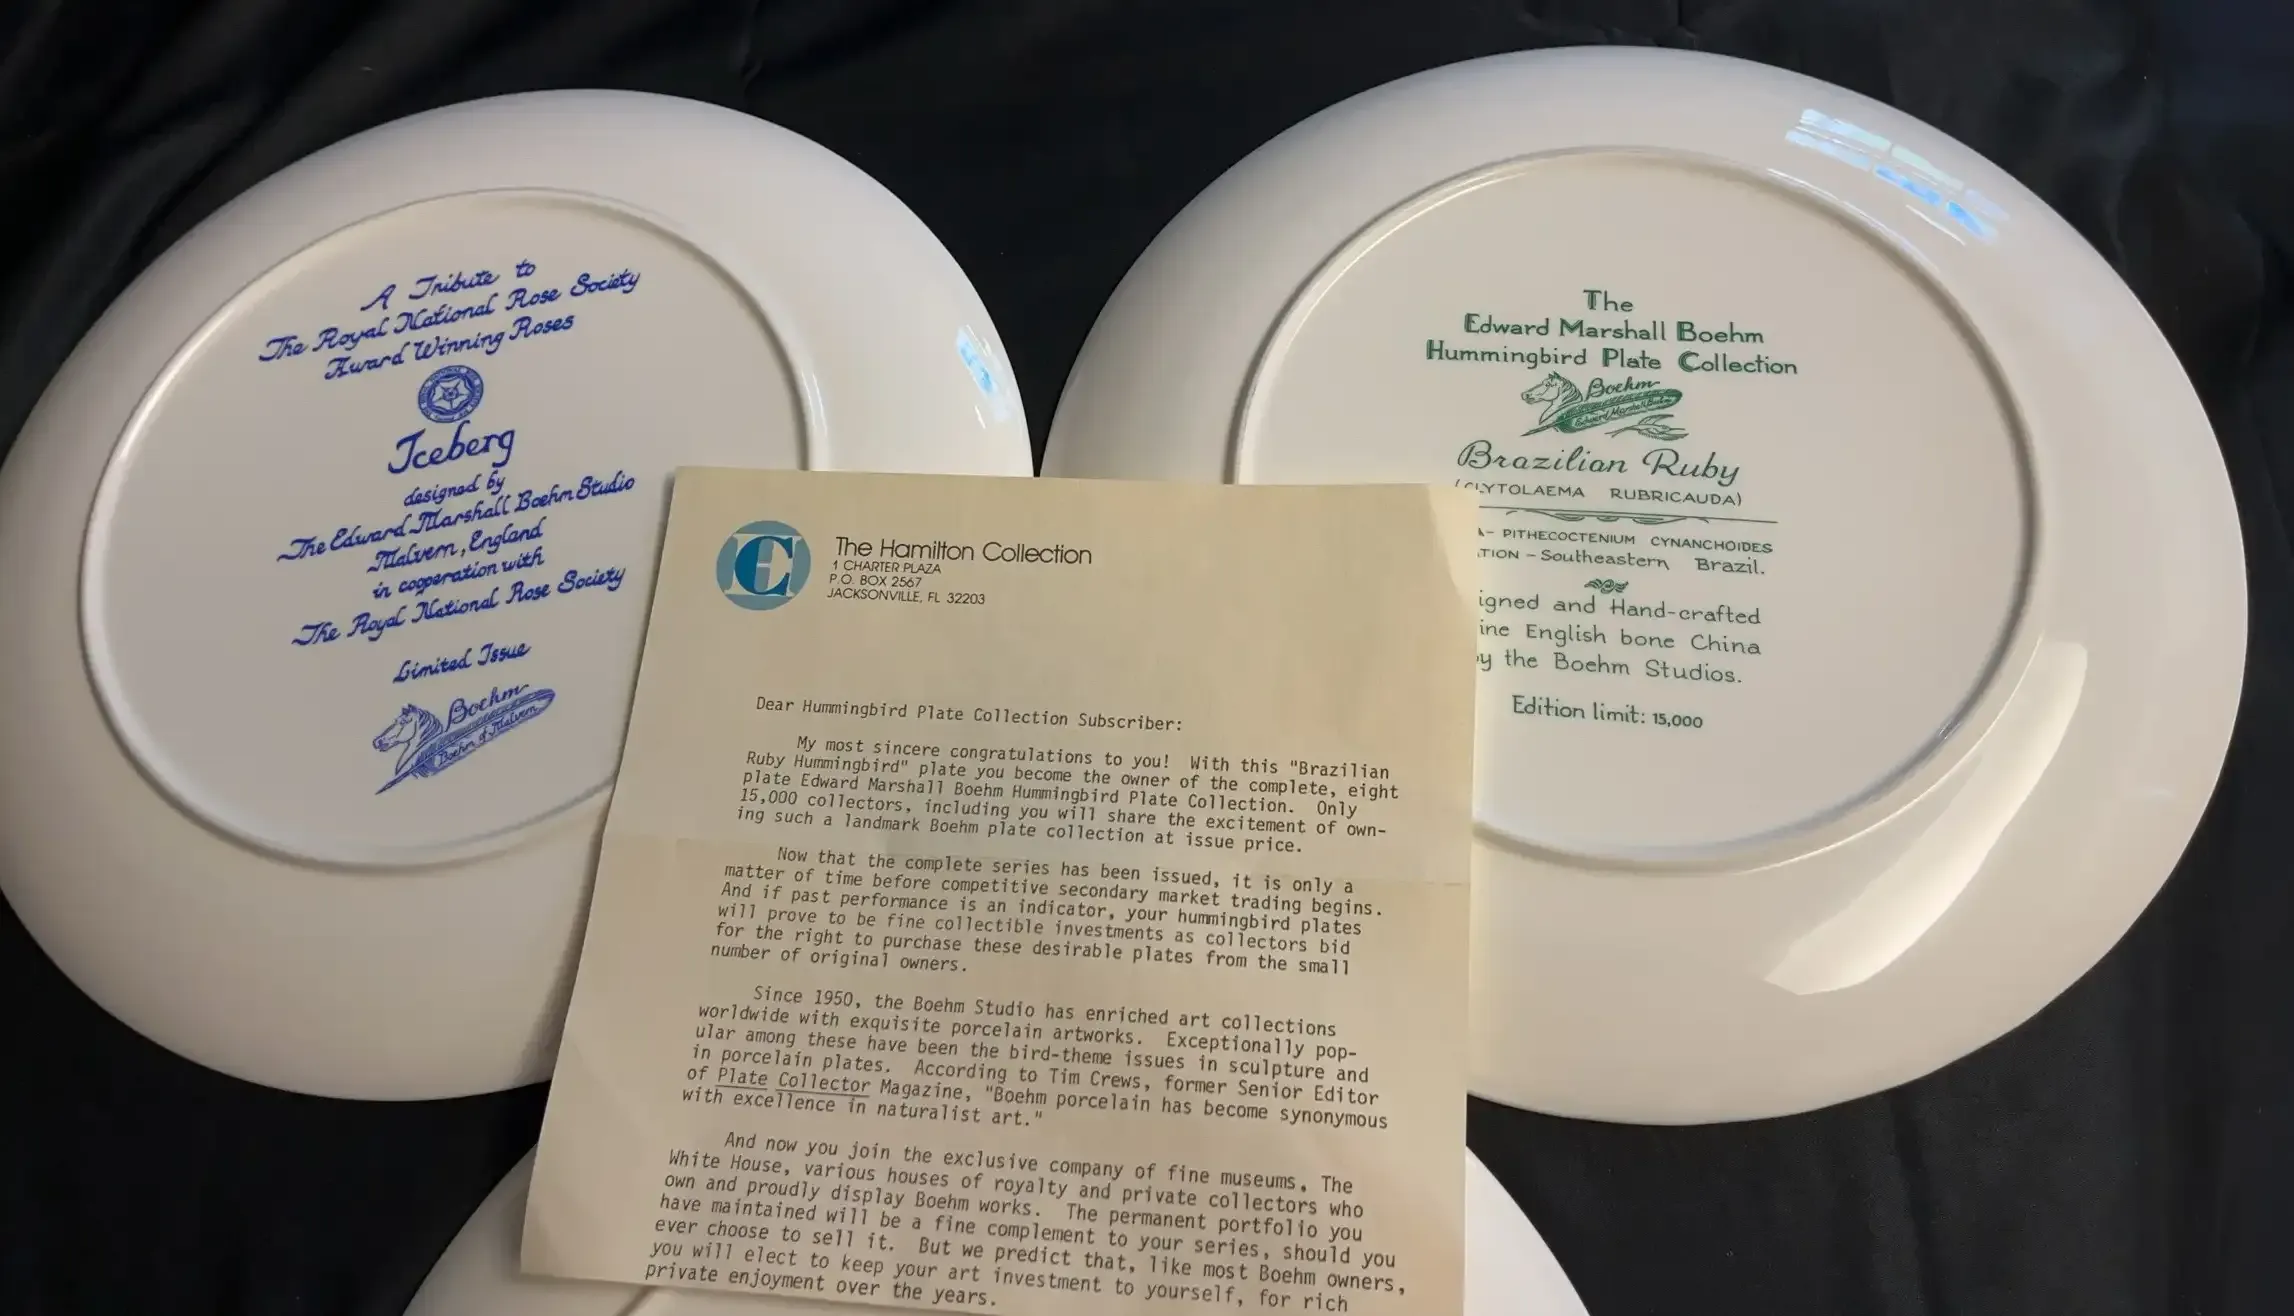 A Tribute to
The Royal National Rose Society
Award Winning Roses
Iceberg
designed by
The Edward Marshall Boehm Studio
Malvern, England
in cooperation with
The Royal National Rose Society
Limited Issue
Boehm
Boehm of Malvern
The
Edward Marshall Boehm
Hummingbird Plate Collection
Boehm
Edward Marshall Boehm
Brazilian Ruby
(CLYTOLAEMA RUBRICAUDA)
- PITHECOCTENIUM CYNANCHOIDES
TION - Southeastern Brazil.
igned and Hand-crafted
ine English bone China
by the Boehm Studios.
Edition limit: 15,000
The Hamilton Collection
1 CHARTER PLAZA
P.O. BOX 2567
JACKSONVILLE, FL 32203
Dear Hummingbird Plate Collection Subscriber:
My most sincere congratulations to you! With this "Brazilian
Ruby Hummingbird" plate you become the owner of the complete, eight
plate Edward Marshall Boehm Hummingbird Plate Collection. Only
15,000 collectors, including you will share the excitement of own-
ing such a landmark Boehm plate collection at issue price.
Now that the complete series has been issued, it is only a
matter of time before competitive secondary market trading begins.
And if past performance is an indicator, your hummingbird plates
will prove to be fine collectible investments as collectors bid
for the right to purchase these desirable plates from the small
number of original owners.
Since 1950, the Boehm Studio has enriched art collections
worldwide with exquisite porcelain artworks. Exceptionally pop-
ular among these have been the bird-theme issues in sculpture and
in porcelain plates. According to Tim Crews, former Senior Editor
of Plate Collector Magazine, "Boehm porcelain has become synonymous
with excellence in naturalist art."
And now you join the exclusive company of fine museums, The
White House, various houses of royalty and private collectors who
own and proudly display Boehm works. The permanent portfolio you
have maintained will be a fine complement to your series, should you
ever choose to sell it. But we predict that, like most Boehm owners,
you will elect to keep your art investment to yourself, for rich
private enjoyment over the years.